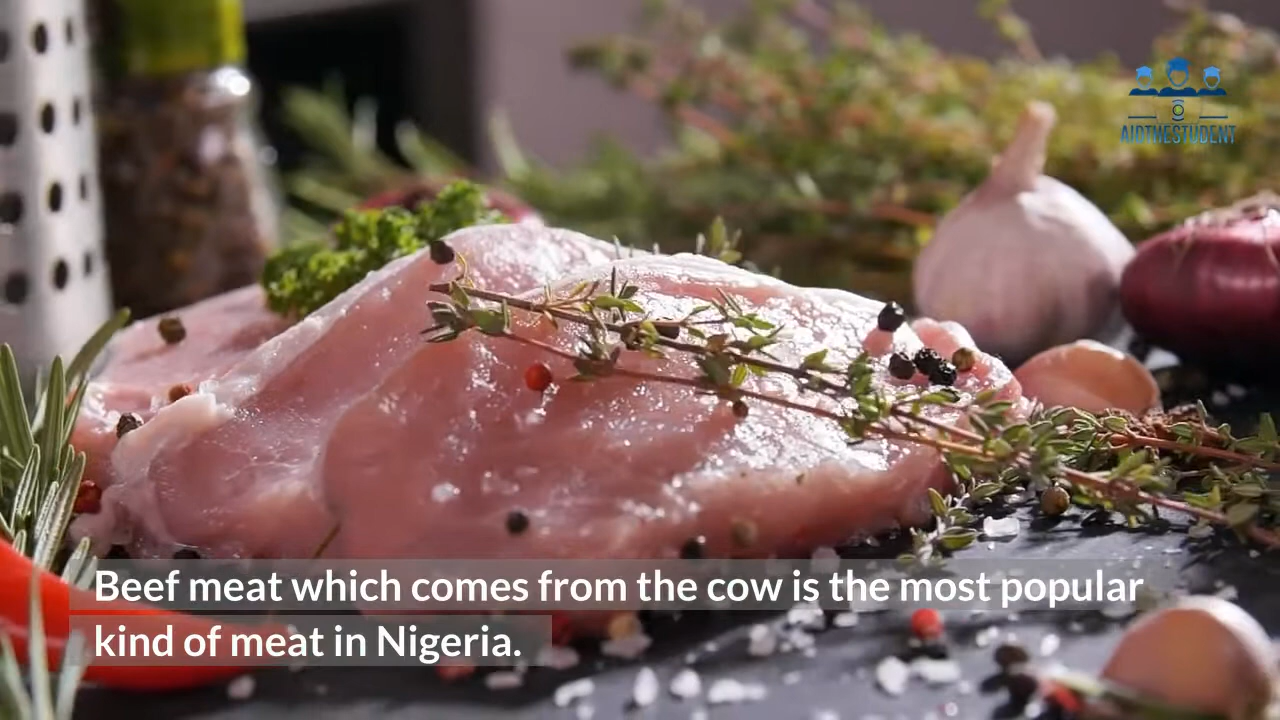 AIDTHESTUDENT
Beef meat which comes from the cow is the most popular
kind of meat in Nigeria.